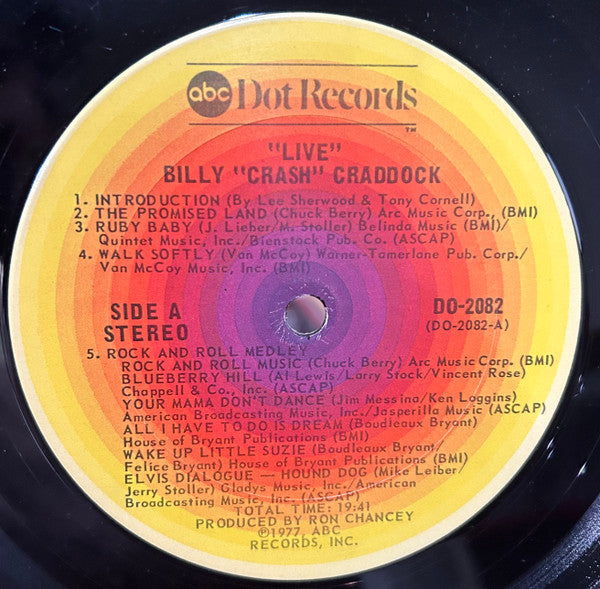 abc Dot Records
TM
"LIVE"
BILLY "CRASH" CRADDOCK
1. INTRODUCTION (By Lee Sherwood & Tony Cornell)
2. THE PROMISED LAND (Chuck Berry) Arc Music Corp., (BMI)
3. RUBY BABY (J. Lieber M. Stoller) Belinda Music (BMI)/
Quintet Music, Inc./Bienstock Pub. Co. (ASCAP)
4. WALK SOFTLY (Van McCoy) Warner-Tamerlane Pub. Corp./
Van McCoy Music, Inc. (BMI)
SIDE A
STEREO
DO-2082
(DO-2082-A)
5. ROCK AND ROLL MEDLEY
ROCK AND ROLL MUSIC (Chuck Berry) Arc Music Corp. (BMI)
BLUEBERRY HILL (Al Lewis/Larry Stock/Vincent Rose)
Chappell & Co., Inc. (ASCAP)
YOUR MAMA DON'T DANCE (Jim Messina/Ken Loggins)
American Broadcasting Music, Inc./Jasperilla Music (ASCAP)
ALL I HAVE TO DO IS DREAM (Boudleaux Bryant)
House of Bryant Publications (BMI)
WAKE UP LITTLE SUZIE (Boudleaux Bryant/
Felice Bryant) House of Bryant Publications (BMI)
ELVIS DIALOGUE — HOUND DOG (Mike Leiber/
Jerry Stoller) Gladys Music, Inc./American
Broadcasting Music, Inc. (ASCAP)
TOTAL TIME: 19:41
PRODUCED BY RON CHANCEY
℗1977, ABC
RECORDS, INC.